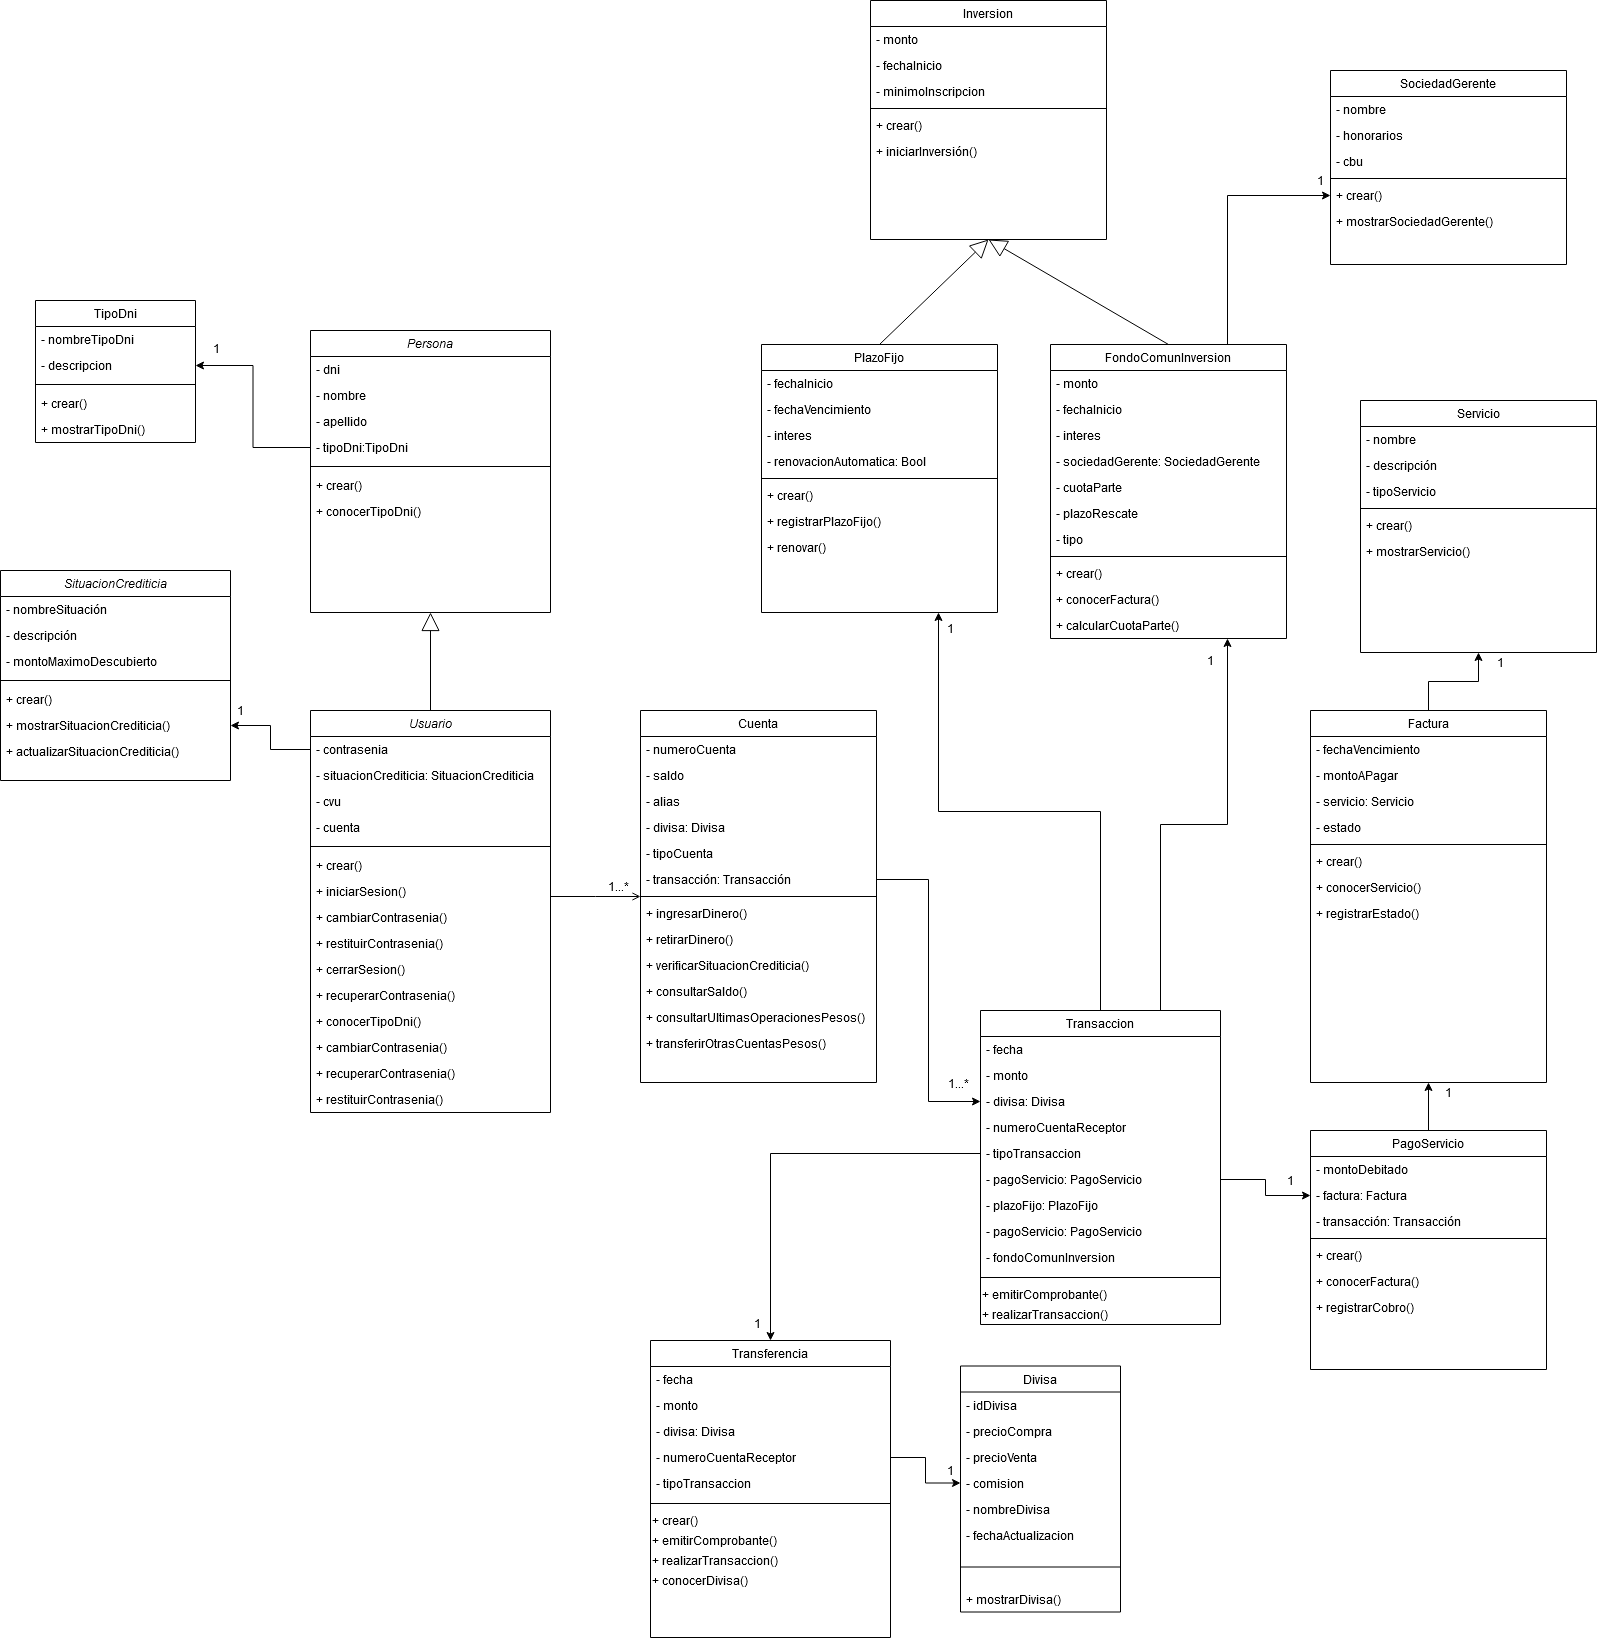 Inversion
- monto
- fechaInicio
- minimoInscripcion
+ crear()
+ iniciarInversión()
SociedadGerente
- nombre
- honorarios
- cbu
+ crear()
+ mostrarSociedadGerente()
1
TipoDni
- nombreTipoDni
- descripcion
+ crear()
+ mostrarTipoDni()
1
Persona
- dni
- nombre
- apellido
- tipoDni:TipoDni
+ crear()
+ conocerTipoDni()
PlazoFijo
- fechaInicio
- fechaVencimiento
- interes
- renovacionAutomatica: Bool
+ crear()
+ registrarPlazoFijo()
+ renovar()
1
FondoComunInversion
- monto
- fechaInicio
- interes
- sociedadGerente: SociedadGerente
- cuotaParte
- plazoRescate
- tipo
+ crear()
+ conocerFactura()
+ calcularCuotaParte()
1
Servicio
- nombre
- descripción
- tipoServicio
+ crear()
+ mostrarServicio()
1
SituacionCrediticia
- nombreSituación
- descripción
- montoMaximoDescubierto
+ crear()
+ mostrarSituacionCrediticia()
+ actualizarSituacionCrediticia()
1
Usuario
- contrasenia
- situacionCrediticia: SituacionCrediticia
- cvu
- cuenta
+ crear()
+ iniciarSesion()
+ cambiarContrasenia()
+ restituirContrasenia()
+ cerrarSesion()
+ recuperarContrasenia()
+ conocerTipoDni()
+ cambiarContrasenia()
+ recuperarContrasenia()
+ restituirContrasenia()
1...*
Cuenta
- numeroCuenta
- saldo
- alias
- divisa: Divisa
- tipoCuenta
- transacción: Transacción
+ ingresarDinero()
+ retirarDinero()
+ verificarSituacionCrediticia()
+ consultarSaldo()
+ consultarUltimasOperacionesPesos()
+ transferirOtrasCuentasPesos()
1...*
Factura
- fechaVencimiento
- montoAPagar
- servicio: Servicio
- estado
+ crear()
+ conocerServicio()
+ registrarEstado()
1
Transaccion
- fecha
- monto
- divisa: Divisa
- numeroCuentaReceptor
- tipoTransaccion
- pagoServicio: PagoServicio
- plazoFijo: PlazoFijo
- pagoServicio: PagoServicio
- fondoComunInversion
+ emitirComprobante()
+ realizarTransaccion()
1
PagoServicio
- montoDebitado
- factura: Factura
- transacción: Transacción
+ crear()
+ conocerFactura()
+ registrarCobro()
1
Transferencia
- fecha
- monto
- divisa: Divisa
- numeroCuentaReceptor
- tipoTransaccion
+ crear()
+ emitirComprobante()
+ realizarTransaccion()
+ conocerDivisa()
1
Divisa
- idDivisa
- precioCompra
- precioVenta
- comision
- nombreDivisa
- fechaActualizacion
+ mostrarDivisa()